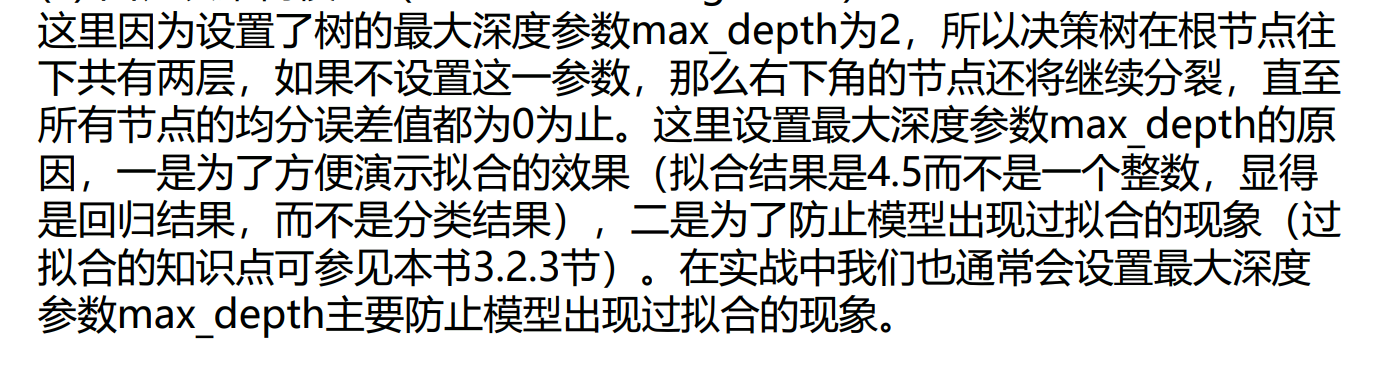 这里因为设置了树的最大深度参数max_depth为2，所以决策树在根节点往
下共有两层，如果不设置这一参数，那么右下角的节点还将继续分裂，直至
所有节点的均分误差值都为0为止。这里设置最大深度参数max_depth的原
因，一是为了方便演示拟合的效果（拟合结果是4.5而不是一个整数，显得
是回归结果，而不是分类结果），二是为了防止模型出现过拟合的现象（过
拟合的知识点可参见本书3.2.3节）。在实战中我们也通常会设置最大深度
参数max_depth主要防止模型出现过拟合的现象。